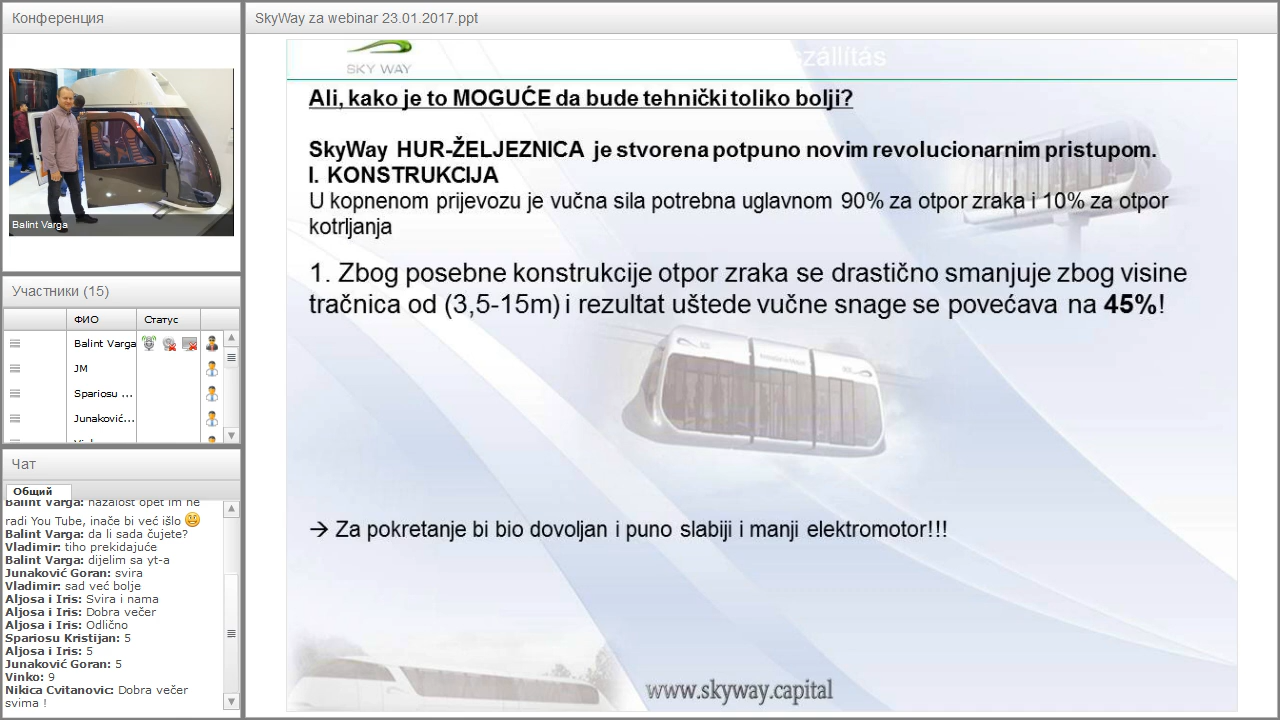 Конференция
Balint Varga
Участники (15)
ФИО Статус
Balint Varga
JM
Spariosu ...
Junaković...
Чат
Общий
Balint Varga: nažalost opet im ne
radi You Tube, inače bi već išlo
Balint Varga: da li sada čujete?
Vladimir: tiho prekidajuće
Balint Varga: dijelim sa yt-a
Junaković Goran: svira
Vladimir: sad već bolje
Aljosa i Iris: Svira i nama
Aljosa i Iris: Dobra večer
Aljosa i Iris: Odlično
Spariosu Kristijan: 5
Aljosa i Iris: 5
Junaković Goran: 5
Vinko: 9
Nikica Cvitanovic: Dobra večer
svima !
SkyWay za webinar 23.01.2017.ppt
SKY WAY
szállítás
Ali, kako je to MOGUĆE da bude tehnički toliko bolji?
SkyWay HUR-ŽELJEZNICA je stvorena potpuno novim revolucionarnim pristupom.
I. KONSTRUKCIJA
U kopnenom prijevozu je vučna sila potrebna uglavnom 90% za otpor zraka i 10% za otpor
kotrljanja
1. Zbog posebne konstrukcije otpor zraka se drastično smanjuje zbog visine
tračnica od (3,5-15m) i rezultat uštede vučne snage se povećava na 45%!
→ Za pokretanje bi bio dovoljan i puno slabiji i manji elektromotor!!!
www.skyway.capital